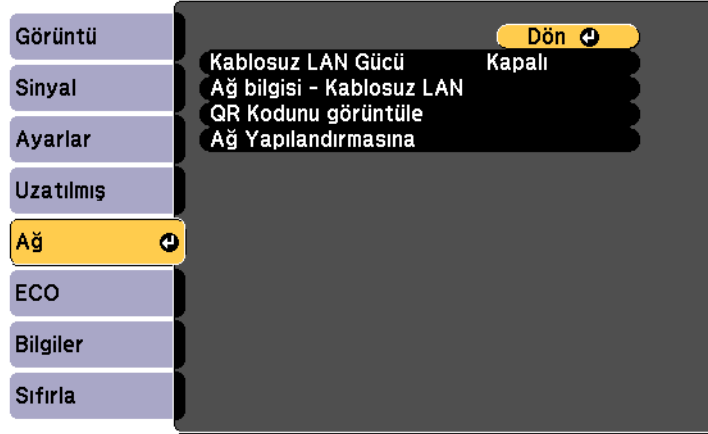 Görüntü
Sinyal
Ayarlar
Uzatılmış
Ağ
ECO
Bilgiler
Sıfırla
Dön
Kablosuz LAN Gücü Kapalı
Ağ bilgisi - Kablosuz LAN
QR Kodunu görüntüle
Ağ Yapılandırmasına